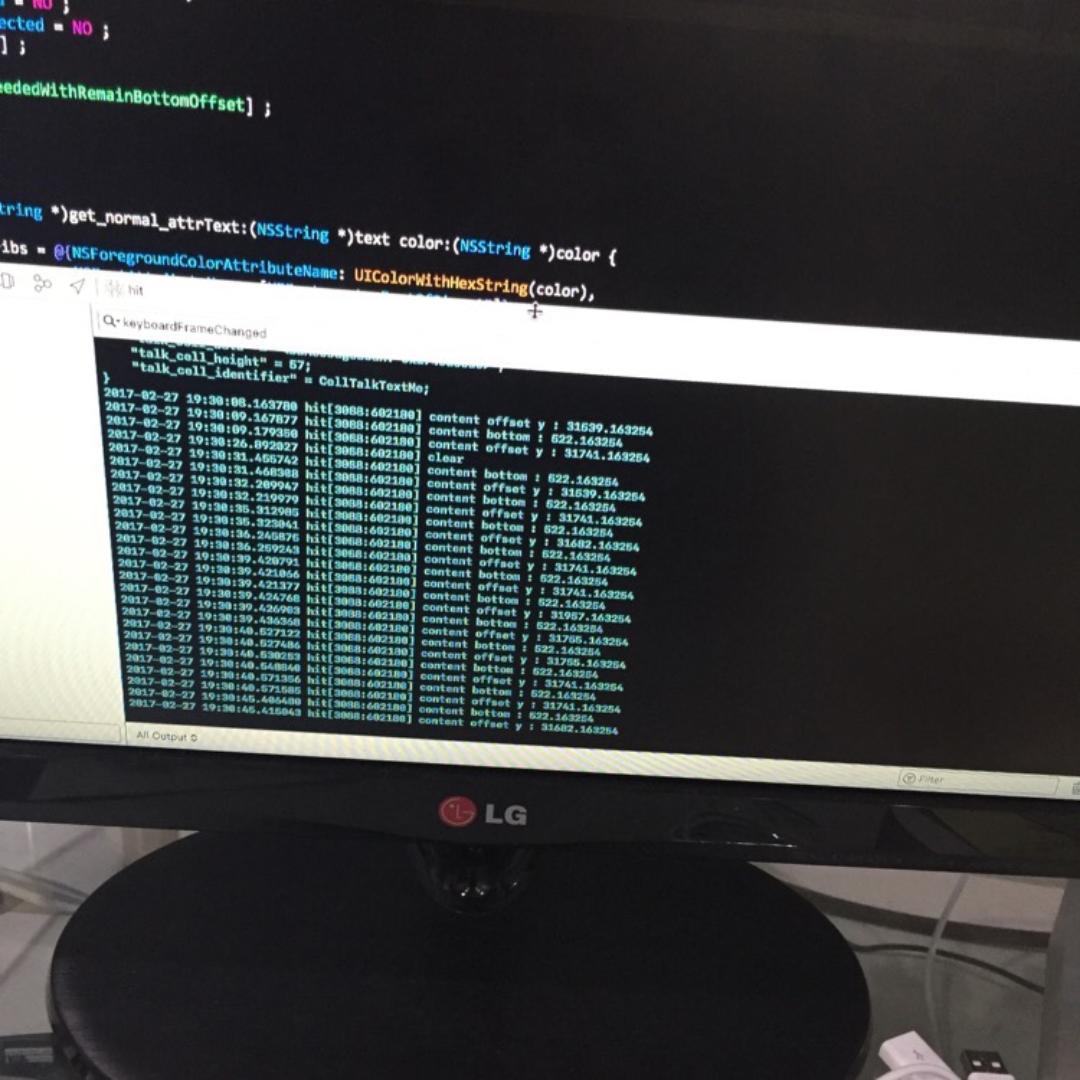 = NO ;
ected = NO ;
] ;
eededWithRemainBottomOffset] ;
tring *)get_normal_attrText:(NSString *)text color:(NSString *)color {
ibs = @{NSForegroundColorAttributeName: UIColorWithHexString(color),
hit
keyboardFrameChanged
"talk_cell_height" = 57;
"talk_cell_identifier" = CellTalkTextMe;
}
2017-02-27 19:30:08.163780 hit[3088:602180] content offset y : 31539.163254
2017-02-27 19:30:09.167877 hit[3088:602180] content bottom : 522.163254
2017-02-27 19:30:09.179350 hit[3088:602180] content offset y : 31741.163254
2017-02-27 19:30:26.892027 hit[3088:602180] clear
2017-02-27 19:30:31.455742 hit[3088:602180] content bottom : 522.163254
2017-02-27 19:30:31.468388 hit[3088:602180] content offset y : 31539.163254
2017-02-27 19:30:32.209947 hit[3088:602180] content bottom : 522.163254
2017-02-27 19:30:32.219979 hit[3088:602180] content offset y : 31741.163254
2017-02-27 19:30:35.312985 hit[3088:602180] content bottom : 522.163254
2017-02-27 19:30:35.323041 hit[3088:602180] content offset y : 31682.163254
2017-02-27 19:30:36.245875 hit[3088:602180] content bottom : 522.163254
2017-02-27 19:30:36.259243 hit[3088:602180] content offset y : 31741.163254
2017-02-27 19:30:39.420791 hit[3088:602180] content bottom : 522.163254
2017-02-27 19:30:39.421066 hit[3088:602180] content offset y : 31741.163254
2017-02-27 19:30:39.421377 hit[3088:602180] content bottom : 522.163254
2017-02-27 19:30:39.424768 hit[3088:602180] content offset y : 31957.163254
2017-02-27 19:30:39.426983 hit[3088:602180] content bottom : 522.163254
2017-02-27 19:30:39.436368 hit[3088:602180] content offset y : 31755.163254
2017-02-27 19:30:40.527122 hit[3088:602180] content bottom : 522.163254
2017-02-27 19:30:40.527486 hit[3088:602180] content offset y : 31755.163254
2017-02-27 19:30:40.530253 hit[3088:602180] content bottom : 522.163254
2017-02-27 19:30:40.548840 hit[3088:602180] content offset y : 31741.163254
2017-02-27 19:30:40.571356 hit[3088:602180] content bottom : 522.163254
2017-02-27 19:30:40.571585 hit[3088:602180] content offset y : 31741.163254
2017-02-27 19:30:45.406480 hit[3088:602180] content bottom : 522.163254
2017-02-27 19:30:45.415043 hit[3088:602180] content offset y : 31682.163254
All Output
Filter
LG